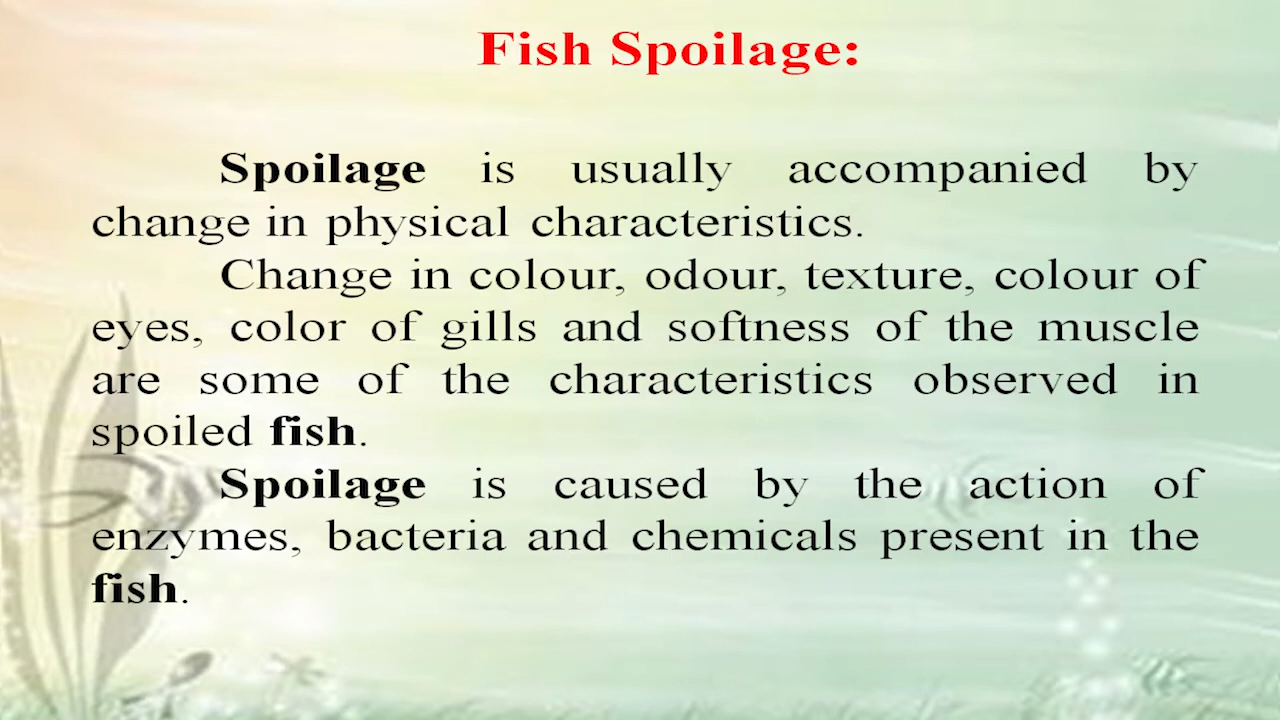 Fish Spoilage:
Spoilage is usually accompanied by
change in physical characteristics.
Change in colour, odour, texture, colour of
eyes, color of gills and softness of the muscle
are some of the characteristics observed in
spoiled fish.
Spoilage is caused by the action of
enzymes, bacteria and chemicals present in the
fish.